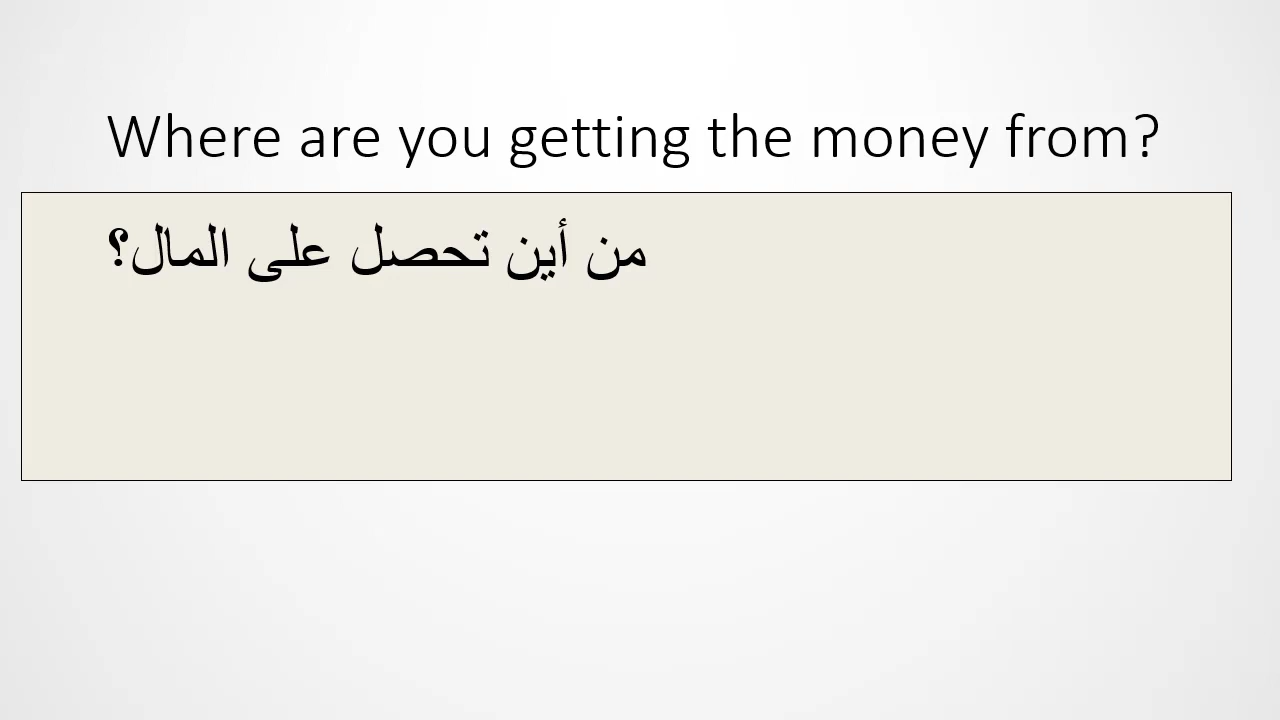 Where are you getting the money from?
من أين تحصل على المال؟